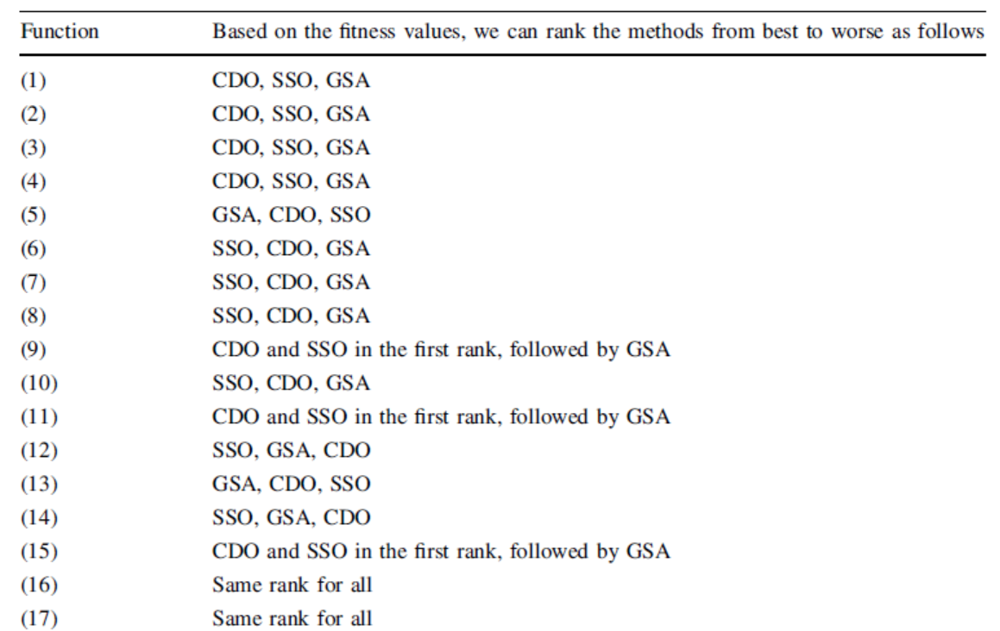 Function Based on the fitness values, we can rank the methods from best to worse as follows
(1) CDO, SSO, GSA
(2) CDO, SSO, GSA
(3) CDO, SSO, GSA
(4) CDO, SSO, GSA
(5) GSA, CDO, SSO
(6) SSO, CDO, GSA
(7) SSO, CDO, GSA
(8) SSO, CDO, GSA
(9) CDO and SSO in the first rank, followed by GSA
(10) SSO, CDO, GSA
(11) CDO and SSO in the first rank, followed by GSA
(12) SSO, GSA, CDO
(13) GSA, CDO, SSO
(14) SSO, GSA, CDO
(15) CDO and SSO in the first rank, followed by GSA
(16) Same rank for all
(17) Same rank for all